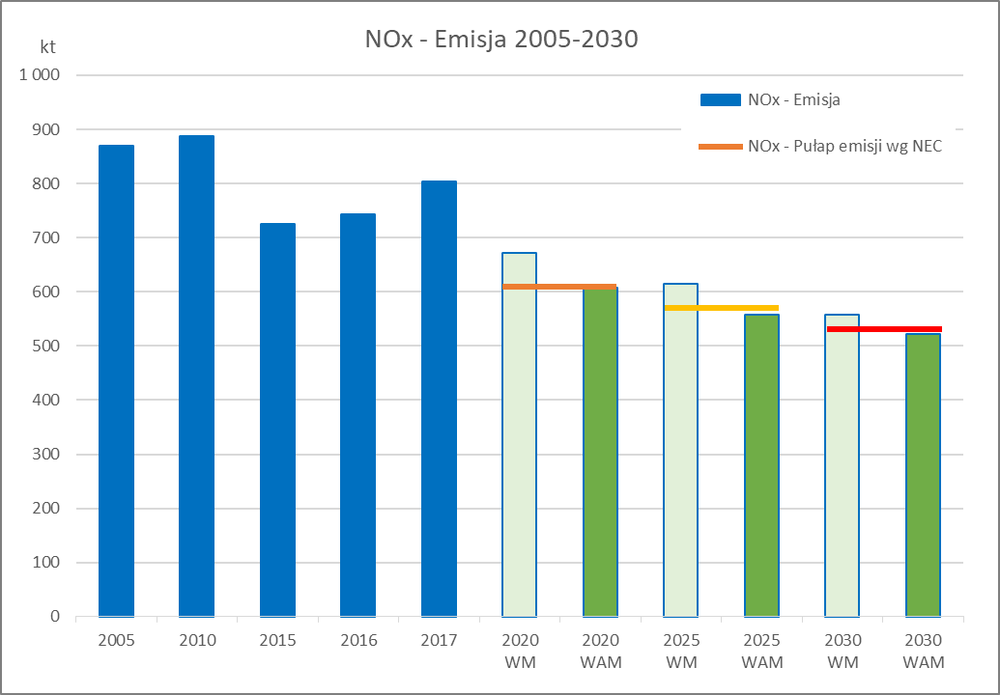 NOx - Emisja 2005-2030
kt
1 000
900
800
700
600
500
400
300
200
100
0
NOx - Emisja
NOx - Pułap emisji wg NEC
2005 2010 2015 2016 2017 2020 2020 2025 2025 2030 2030
WM WAM WM WAM WM WAM